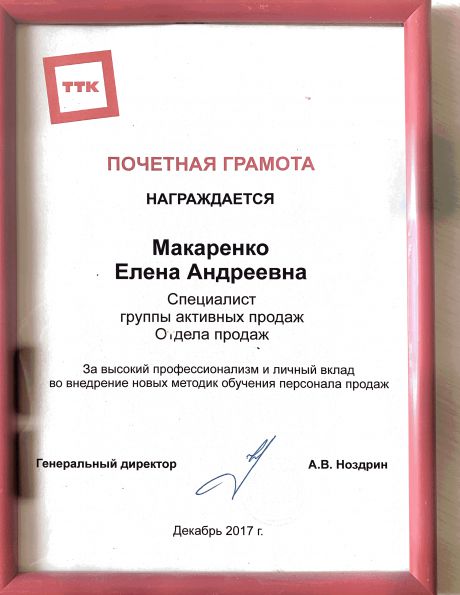 ТТК
ПОЧЕТНАЯ ГРАМОТА
НАГРАЖДАЕТСЯ
Макаренко
Елена Андреевна
Специалист
группы активных продаж
Отдела продаж
За высокий профессионализм и личный вклад
во внедрение новых методик обучения персонала продаж
Генеральный директор А.В. Ноздрин
Декабрь 2017 г.